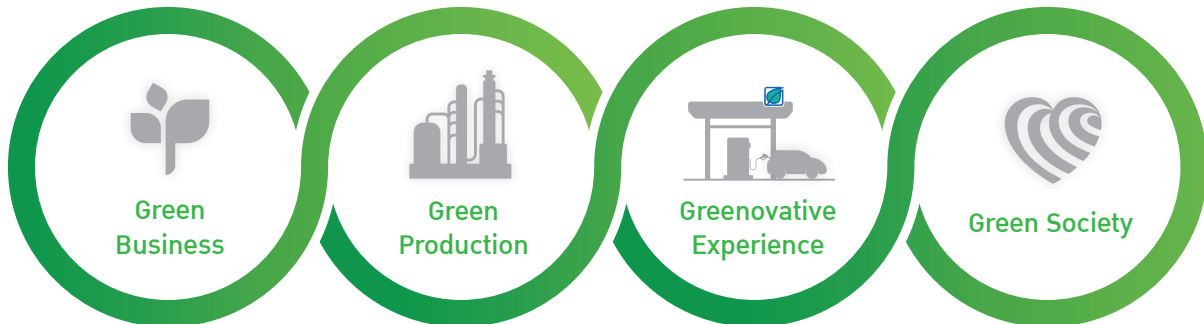 Green
Business
Green
Production
Greenovative
Experience
Green Society